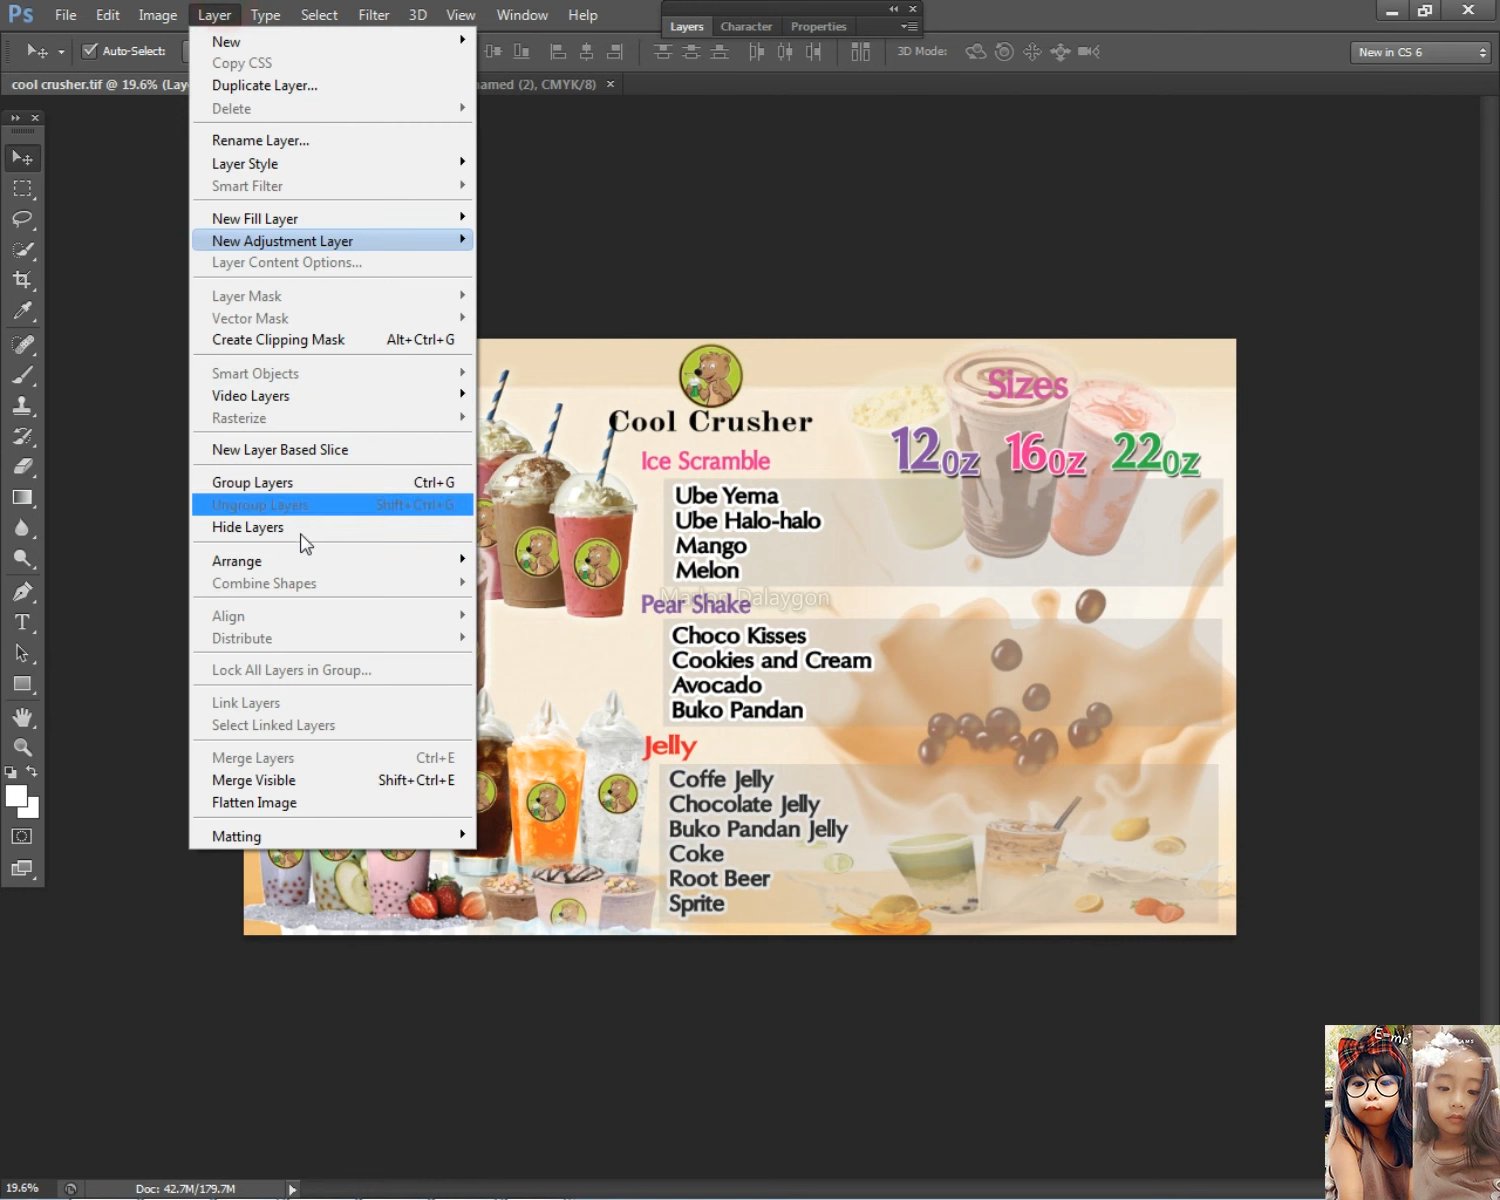 Ps File Edit Image Layer Type Select Filter 3D View Window Help
Layers Character Properties
Auto-Select:
3D Mode:
New in CS 6
cool crusher.tif @ 19.6% (Lay
named (2), CMYK/8) ×
New
Copy CSS
Duplicate Layer...
Delete
Rename Layer...
Layer Style
Smart Filter
New Fill Layer
New Adjustment Layer
Layer Content Options...
Layer Mask
Vector Mask
Create Clipping Mask Alt+Ctrl+G
Smart Objects
Video Layers
Rasterize
New Layer Based Slice
Group Layers Ctrl+G
Ungroup Layers Shift+Ctrl+G
Hide Layers
Arrange
Combine Shapes
Align
Distribute
Lock All Layers in Group...
Link Layers
Select Linked Layers
Merge Layers Ctrl+E
Merge Visible Shift+Ctrl+E
Flatten Image
Matting
Cool Crusher
Sizes
12oz 16oz 22oz
Ice Scramble
Ube Yema
Ube Halo-halo
Mango
Melon
Dalaygon
Pear Shake
Choco Kisses
Cookies and Cream
Avocado
Buko Pandan
Jelly
Coffe Jelly
Chocolate Jelly
Buko Pandan Jelly
Coke
Root Beer
Sprite
E=mc²
19.6% Doc: 42.7M/179.7M